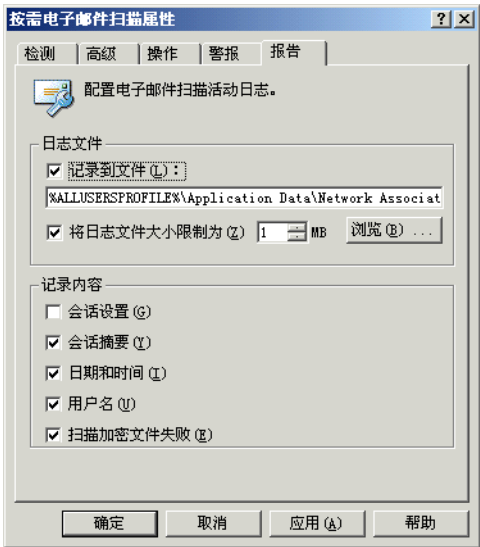 按需电子邮件扫描属性
检测 高级 操作 警报 报告
配置电子邮件扫描活动日志。
日志文件
记录到文件(L):
%ALLUSERSPROFILE%\Application Data\Network Associat
将日志文件大小限制为(Z) 1 MB 浏览(B) ...
记录内容
会话设置(G)
会话摘要(Y)
日期和时间(I)
用户名(U)
扫描加密文件失败(E)
确定 取消 应用(A) 帮助